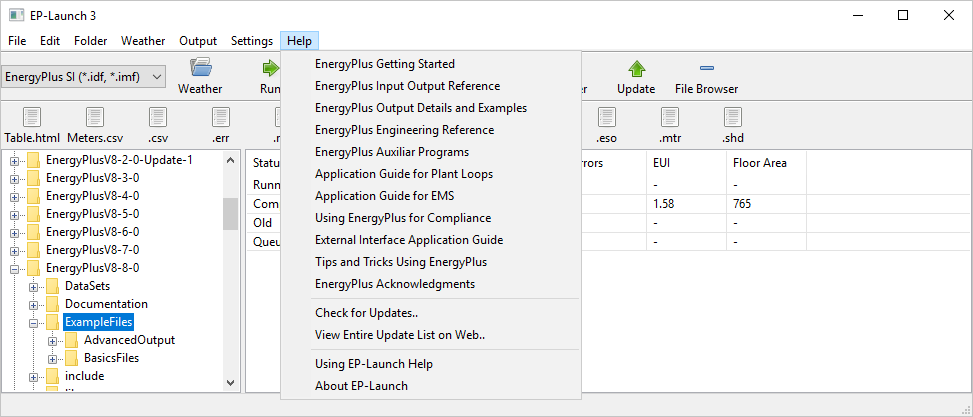 EP-Launch 3
File Edit Folder Weather Output Settings Help
EnergyPlus SI (*.idf, *.imf)
Weather
Update
File Browser
Table.html
Meters.csv
.csv
.err
.eso
.mtr
.shd
EnergyPlusV8-2-0-Update-1
EnergyPlusV8-3-0
EnergyPlusV8-4-0
EnergyPlusV8-5-0
EnergyPlusV8-6-0
EnergyPlusV8-7-0
EnergyPlusV8-8-0
DataSets
Documentation
ExampleFiles
AdvancedOutput
BasicsFiles
include
EnergyPlus Getting Started
EnergyPlus Input Output Reference
EnergyPlus Output Details and Examples
EnergyPlus Engineering Reference
EnergyPlus Auxiliar Programs
Application Guide for Plant Loops
Application Guide for EMS
Using EnergyPlus for Compliance
External Interface Application Guide
Tips and Tricks Using EnergyPlus
EnergyPlus Acknowledgments
Check for Updates..
View Entire Update List on Web..
Using EP-Launch Help
About EP-Launch
EUI Floor Area
- -
1.58 765
Old - -
- -